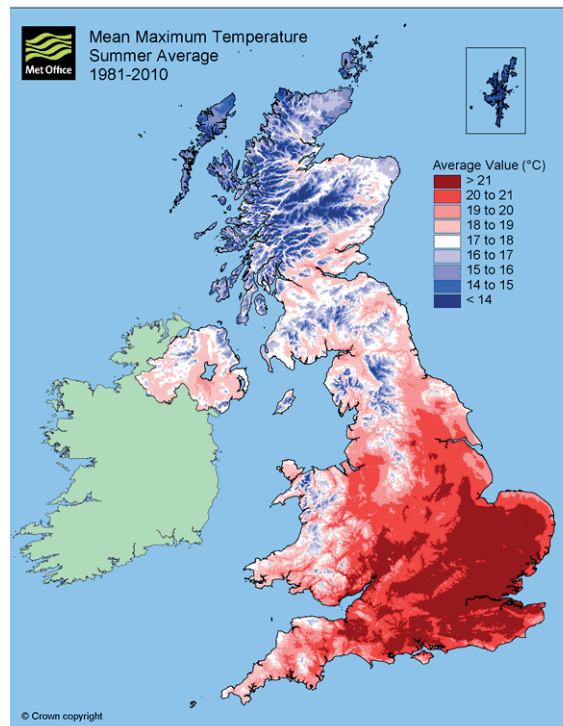 Met Office
Mean Maximum Temperature
Summer Average
1981-2010
Average Value (°C)
> 21
20 to 21
19 to 20
18 to 19
17 to 18
16 to 17
15 to 16
14 to 15
< 14
© Crown copyright